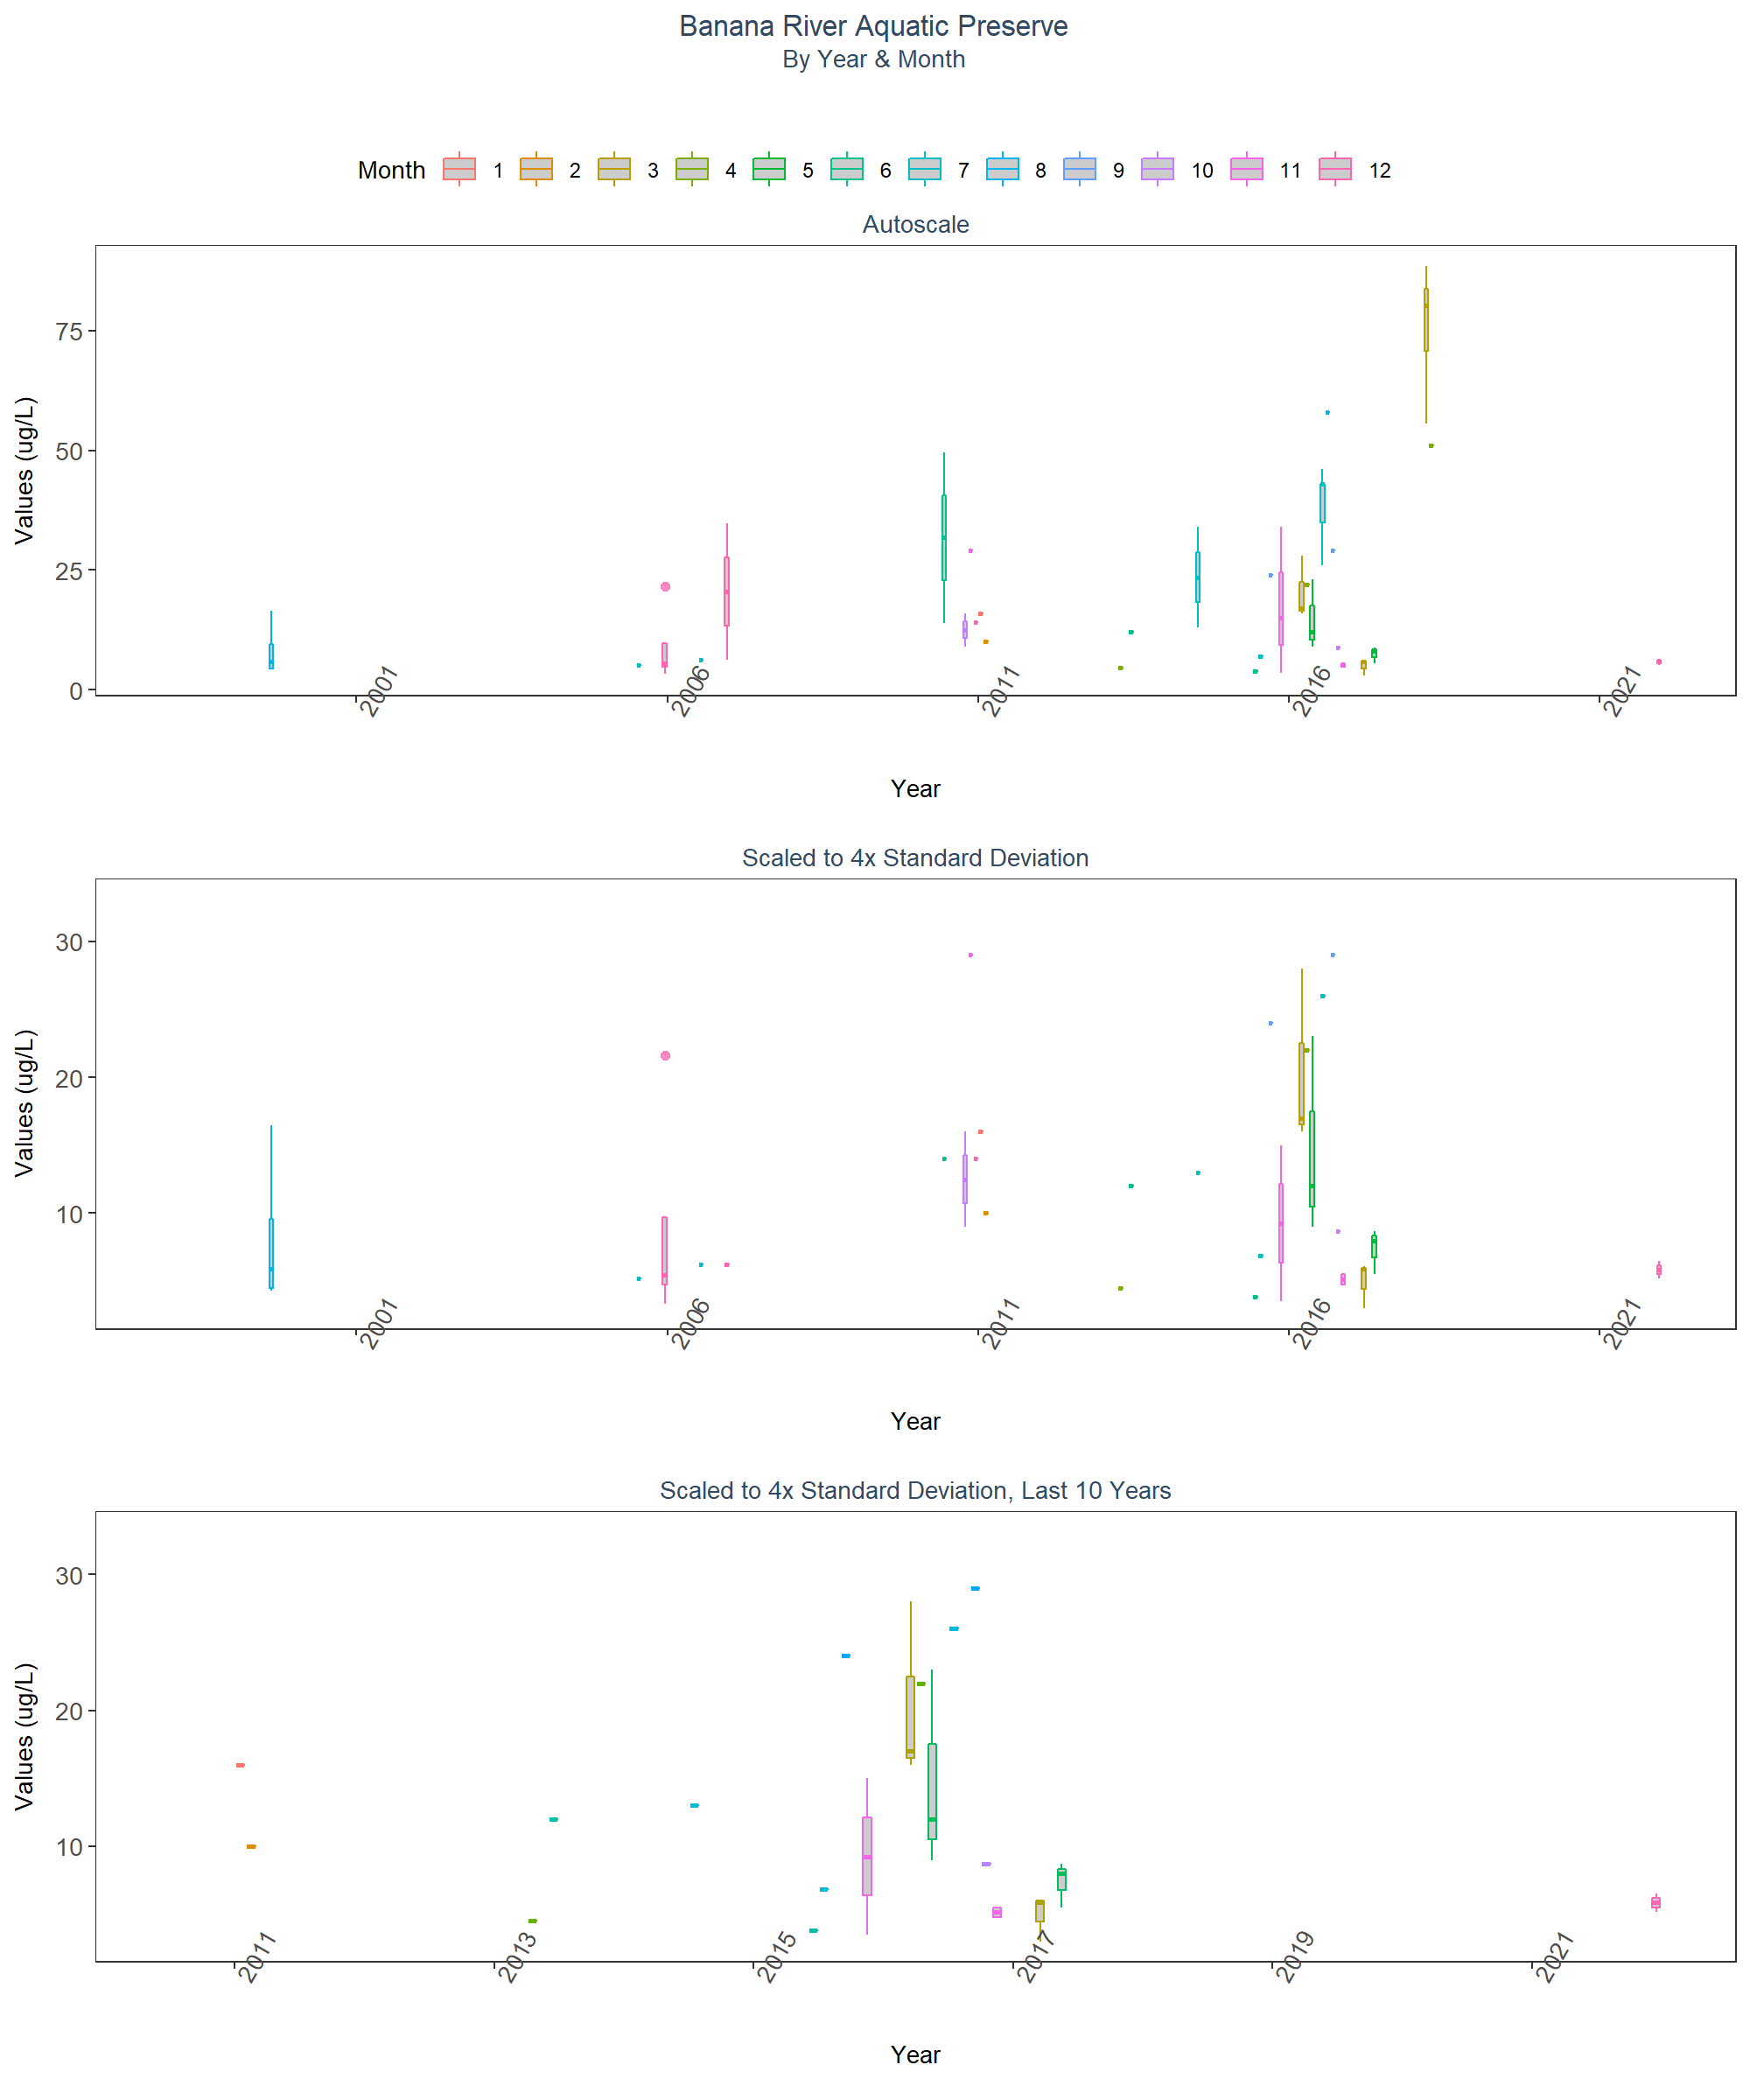 Banana River Aquatic Preserve
By Year & Month
Month 1 2 3 4 5 6 7 8 9 10 11 12
Autoscale
Values (ug/L)
75
50
25
0
2001 2006 2011 2016 2021
Year
Scaled to 4x Standard Deviation
Values (ug/L)
30
20
10
2001 2006 2011 2016 2021
Year
Scaled to 4x Standard Deviation, Last 10 Years
Values (ug/L)
30
20
10
2011 2013 2015 2017 2019 2021
Year